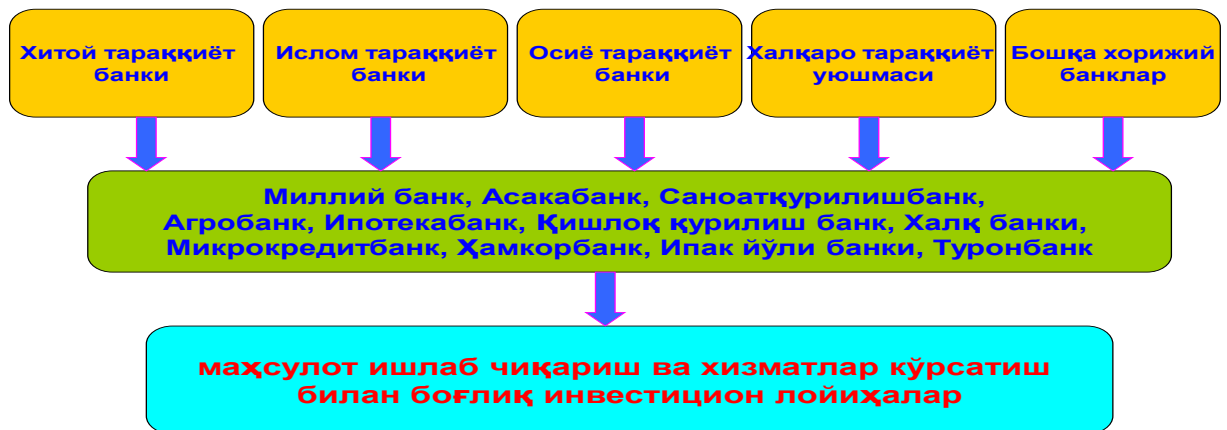 Хитой тараққиёт
банки
Ислом тараққиёт
банки
Осиё тараққиёт
банки
Халқаро тараққиёт
уюшмаси
Бошқа хорижий
банклар
Миллий банк, Асакабанк, Саноатқурилишбанк,
Агробанк, Ипотекабанк, Қишлоқ қурилиш банк, Халқ банки,
Микрокредитбанк, Ҳамкорбанк, Ипак йўли банки, Туронбанк
маҳсулот ишлаб чиқариш ва хизматлар кўрсатиш
билан боғлиқ инвестицион лойиҳалар